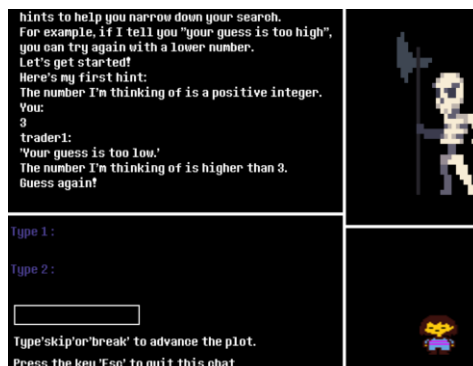 hints to help you narrow down your search.
For example, if I tell you "your guess is too high",
you can try again with a lower number.
Let's get started!
Here's my first hint:
The number I'm thinking of is a positive integer.
You:
3
trader1:
'Your guess is too low.'
The number I'm thinking of is higher than 3.
Guess again!
Type 1 :
Type 2 :
Type'skip'or'break' to advance the plot.
Press the key 'Esc' to quit this chat